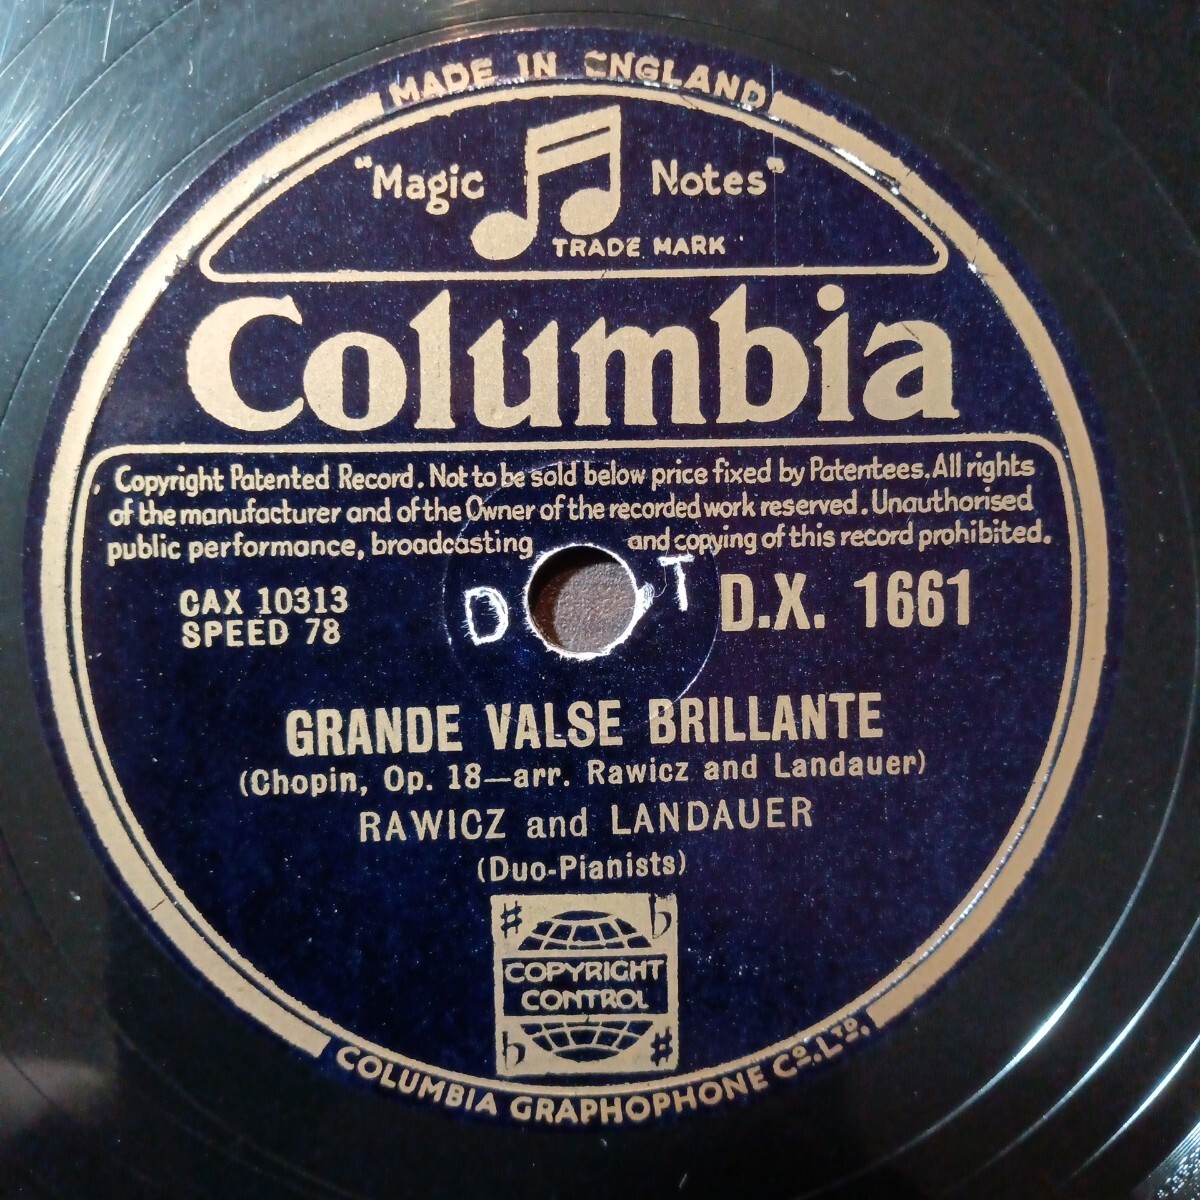 MADE IN ENGLAND
"Magic Notes"
TRADE MARK
Columbia
Copyright Patented Record. Not to be sold below price fixed by Patentees. All rights
of the manufacturer and of the Owner of the recorded work reserved. Unauthorised
public performance, broadcasting and copying of this record prohibited.
CAX 10313
SPEED 78
D T
D.X. 1661
GRANDE VALSE BRILLANTE
(Chopin, Op. 18—arr. Rawicz and Landauer)
RAWICZ and LANDAUER
(Duo-Pianists)
♯ ♭
COPYRIGHT
CONTROL
♭ ♯
COLUMBIA GRAPHOPHONE Co. LTD.